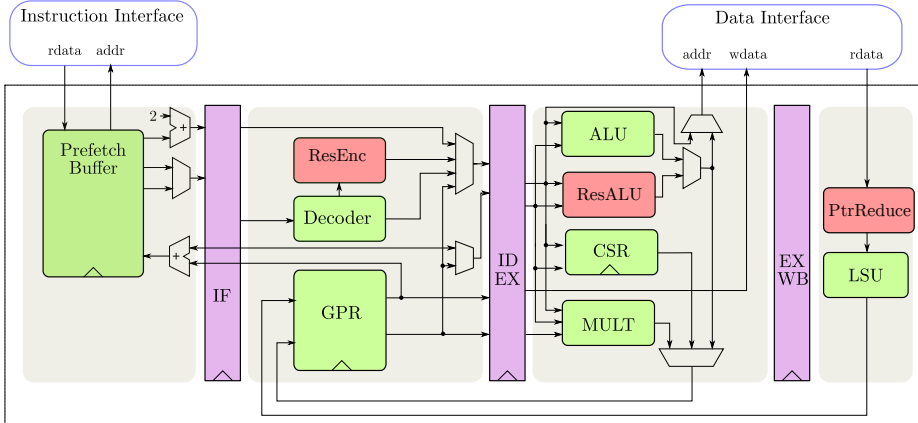 Instruction Interface
rdata addr
Data Interface
addr wdata rdata
2
+
Prefetch
Buffer
+
IF
ResEnc
Decoder
GPR
ID
EX
ALU
ResALU
CSR
MULT
EX
WB
PtrReduce
LSU